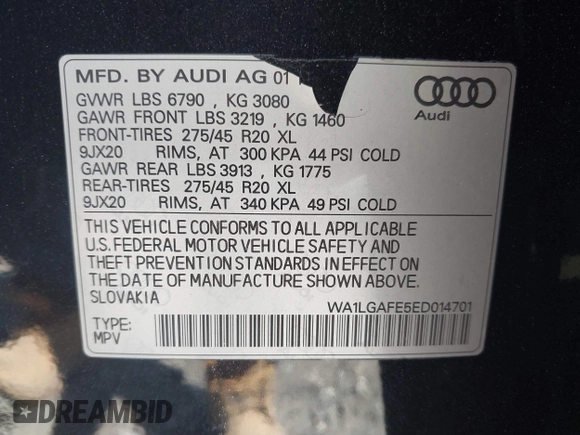 MFD. BY AUDI AG 01
GVWR LBS 6790 , KG 3080
GAWR FRONT LBS 3219 , KG 1460
FRONT-TIRES 275/45 R20 XL
9JX20 RIMS, AT 300 KPA 44 PSI COLD
GAWR REAR LBS 3913 , KG 1775
REAR-TIRES 275/45 R20 XL
9JX20 RIMS, AT 340 KPA 49 PSI COLD
Audi
THIS VEHICLE CONFORMS TO ALL APPLICABLE
U.S. FEDERAL MOTOR VEHICLE SAFETY AND
THEFT PREVENTION STANDARDS IN EFFECT ON
THE DATE OF MANUFACTURE SHOWN ABOVE.
SLOVAKIA
WA1LGAFE5ED014701
TYPE:
MPV
DREAMBID